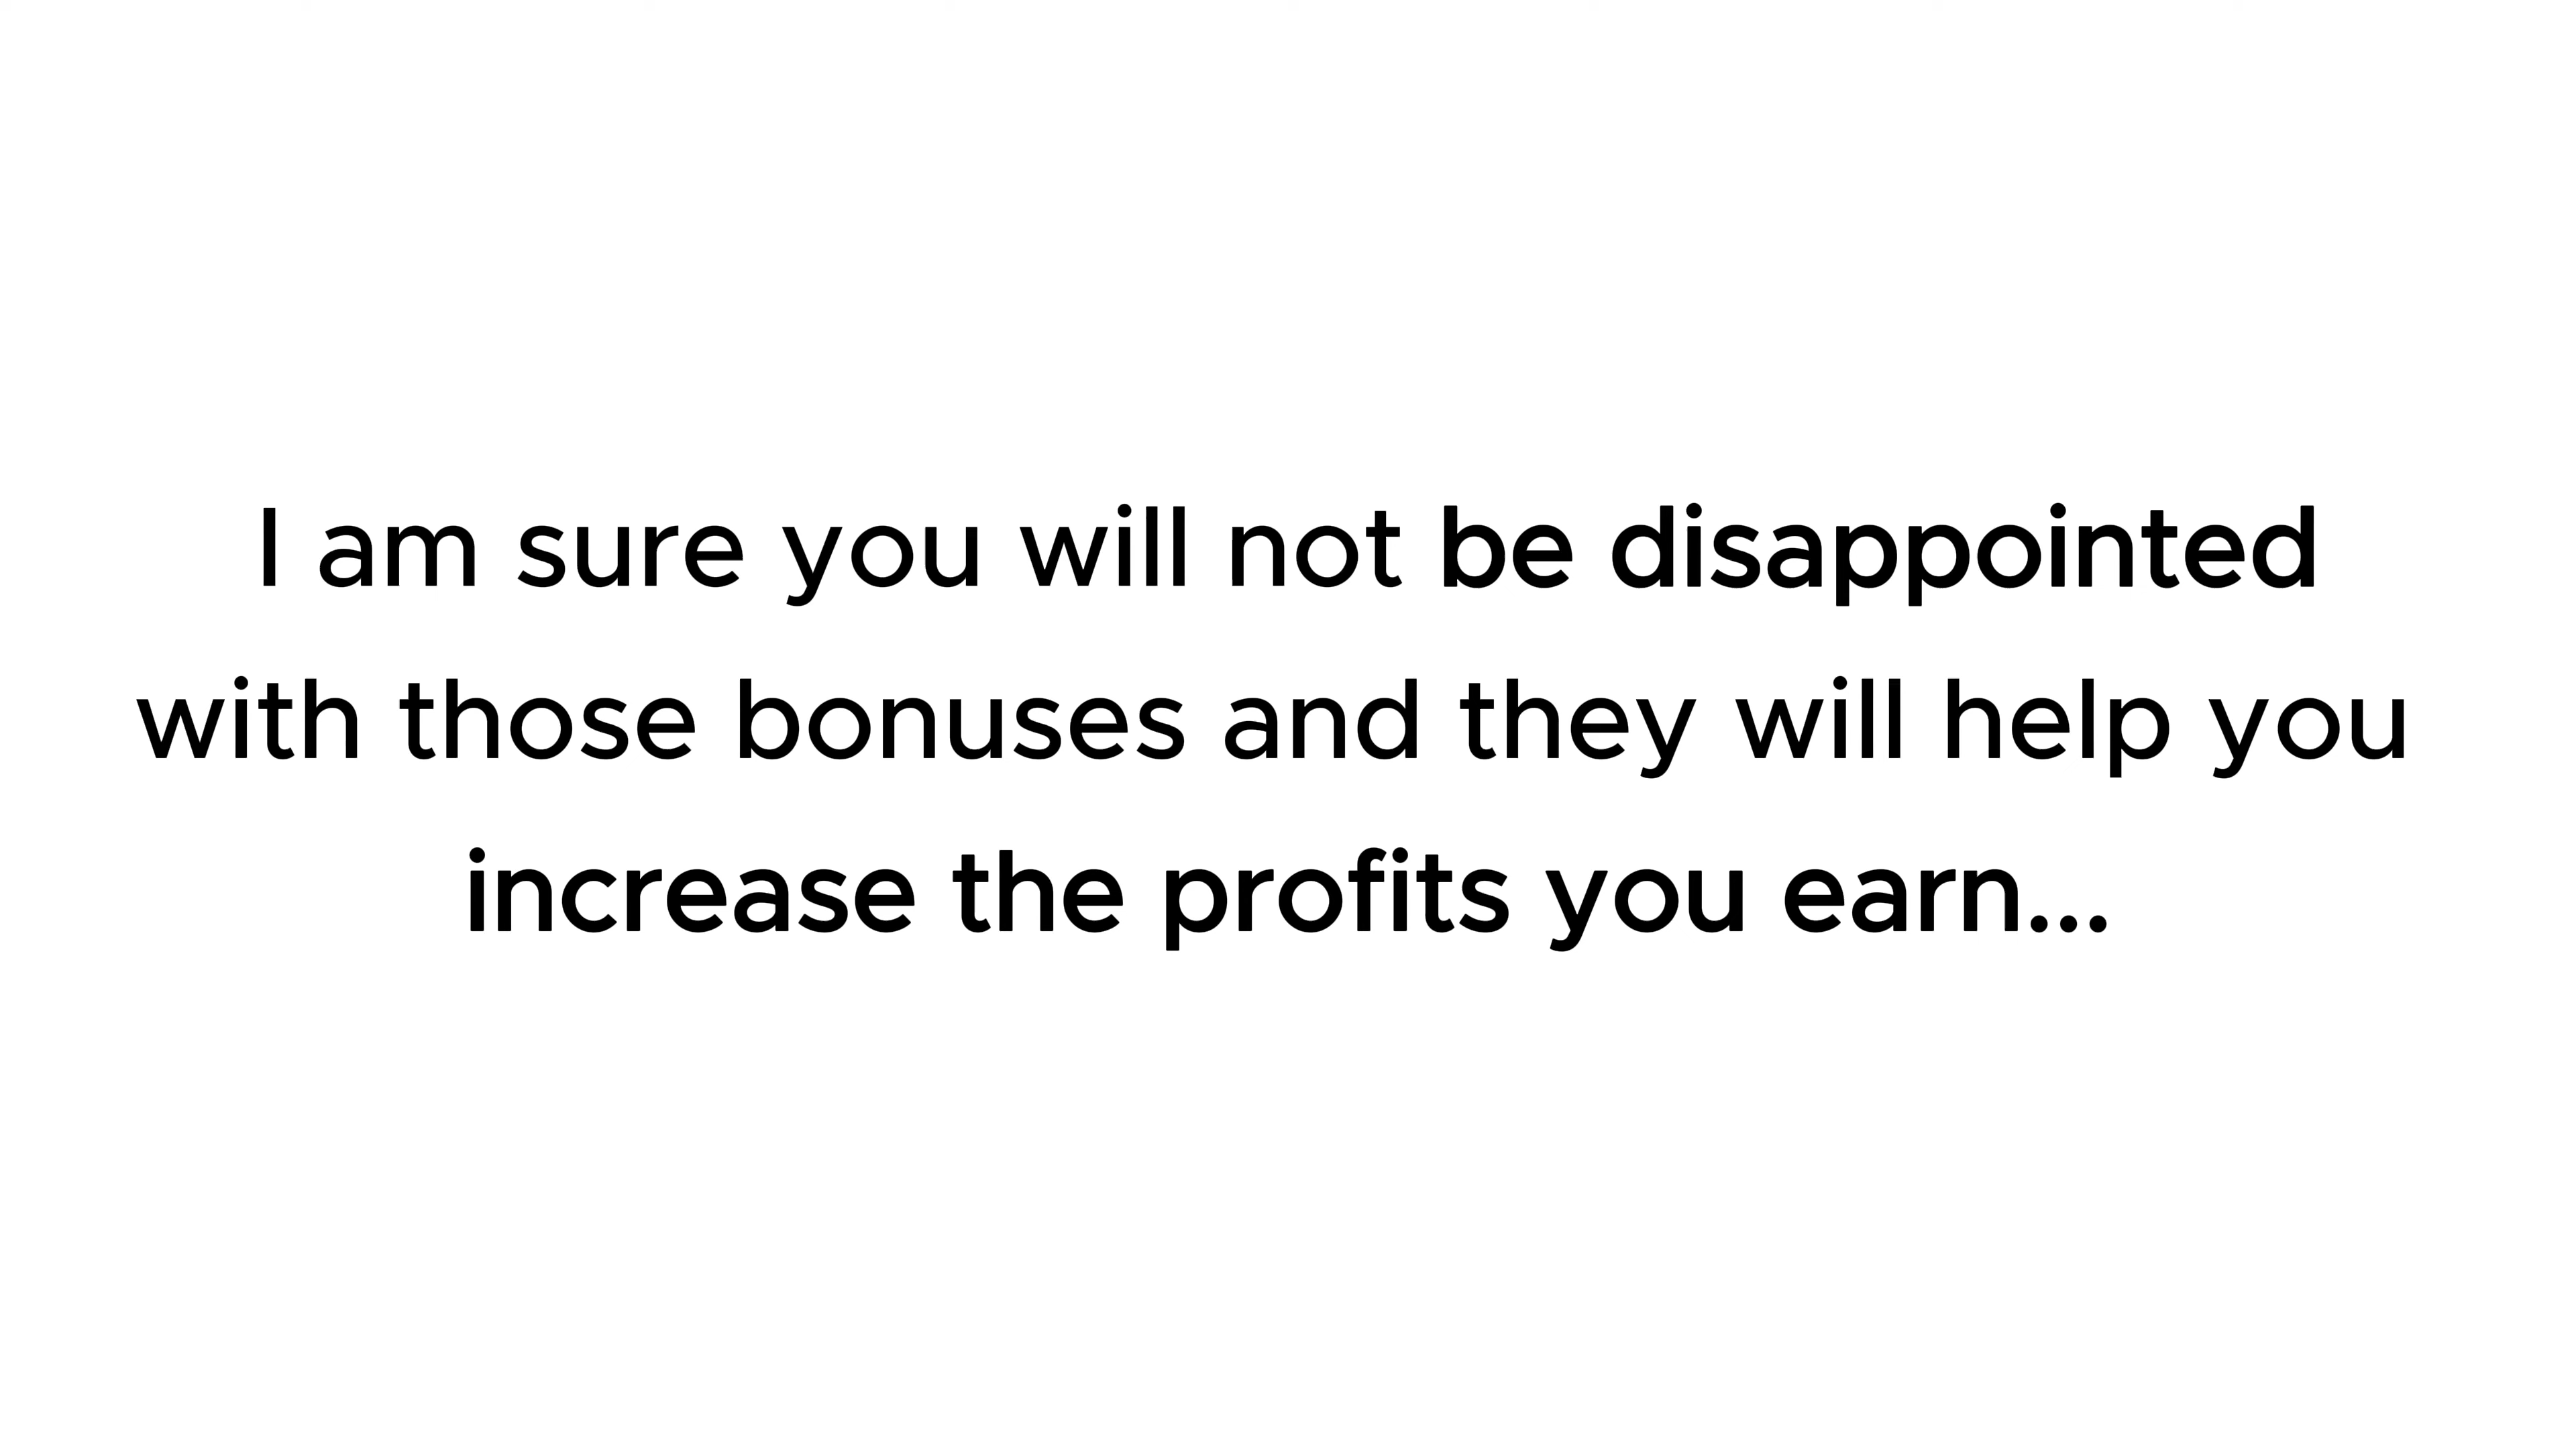 I am sure you will not be disappointed
with those bonuses and they will help you
increase the profits you earn...